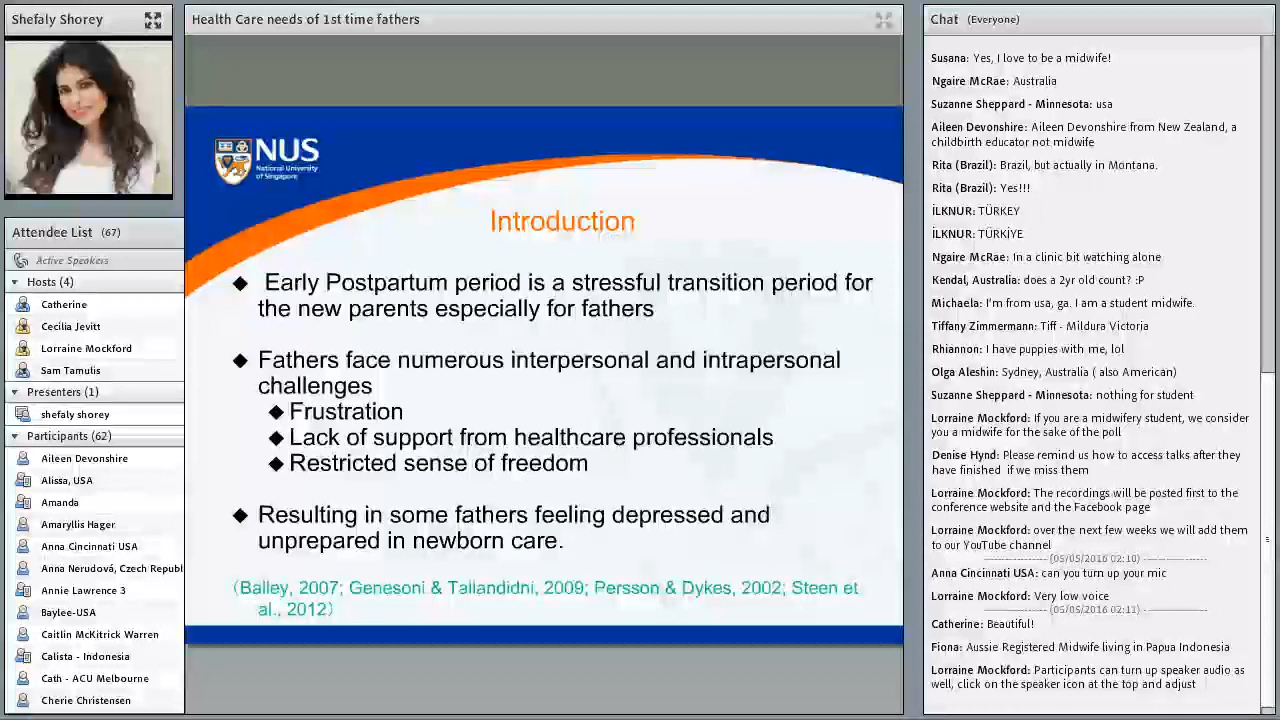 Shefaly Shorey
Attendee List (67)
Active Speakers
Hosts (4)
Catherine
Cecilia Jevitt
Lorraine Mockford
Sam Tamulis
Presenters (1)
shefaly shorey
Participants (62)
Aileen Devonshire
Alissa, USA
Amanda
Amaryllis Hager
Anna Cincinnati USA
Anna Nerudová, Czech Republ
Annie Lawrence 3
Baylee-USA
Caitlin McKitrick Warren
Calista - Indonesia
Cath - ACU Melbourne
Cherie Christensen
Health Care needs of 1st time fathers
NUS
National University
of Singapore
Introduction
◆ Early Postpartum period is a stressful transition period for
the new parents especially for fathers
◆ Fathers face numerous interpersonal and intrapersonal
challenges
◆ Frustration
◆ Lack of support from healthcare professionals
◆ Restricted sense of freedom
◆ Resulting in some fathers feeling depressed and
unprepared in newborn care.
(Balley, 2007; Genesoni & Tallandidni, 2009; Persson & Dykes, 2002; Steen et
al., 2012)
Chat (Everyone)
Susana: Yes, I love to be a midwife!
Ngaire McRae: Australia
Suzanne Sheppard - Minnesota: usa
Aileen Devonshire: Aileen Devonshire from New Zealand, a
childbirth educator not midwife
Rita (Brazil): Brazil, but actually in Montana.
Rita (Brazil): Yes!!!
İLKNUR: TÜRKEY
İLKNUR: TÜRKİYE
Ngaire McRae: In a clinic bit watching alone
Kendal, Australia: does a 2yr old count? :P
Michaela: I'm from usa, ga. I am a student midwife.
Tiffany Zimmermann: Tiff - Mildura Victoria
Rhiannon: I have puppies with me, lol
Olga Aleshin: Sydney, Australia ( also American)
Suzanne Sheppard - Minnesota: nothing for student
Lorraine Mockford: If you are a midwifery student, we consider
you a midwife for the sake of the poll
Denise Hynd: Please remind us how to access talks after they
have finished if we miss them
Lorraine Mockford: The recordings will be posted first to the
conference website and the Facebook page
Lorraine Mockford: over the next few weeks we will add them
to our YouTube channel
(05/05/2016 02:10)
Anna Cincinnati USA: can you turn up your mic
Lorraine Mockford: Very low voice
(05/05/2016 02:11)
Catherine: Beautiful!
Fiona: Aussie Registered Midwife living in Papua Indonesia
Lorraine Mockford: Participants can turn up speaker audio as
well, click on the speaker icon at the top and adjust